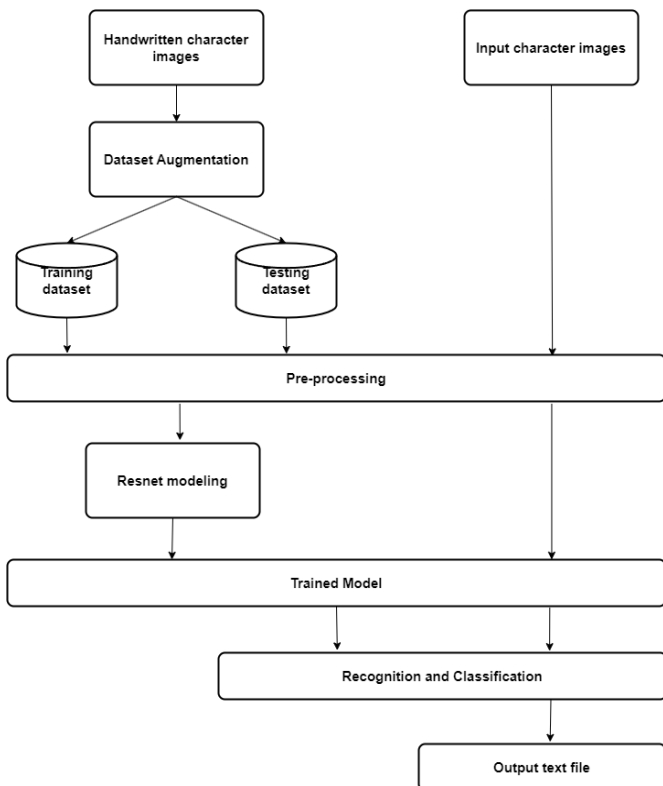 Handwritten character
images
Input character images
Dataset Augmentation
Training
dataset
Testing
dataset
Pre-processing
Resnet modeling
Trained Model
Recognition and Classification
Output text file